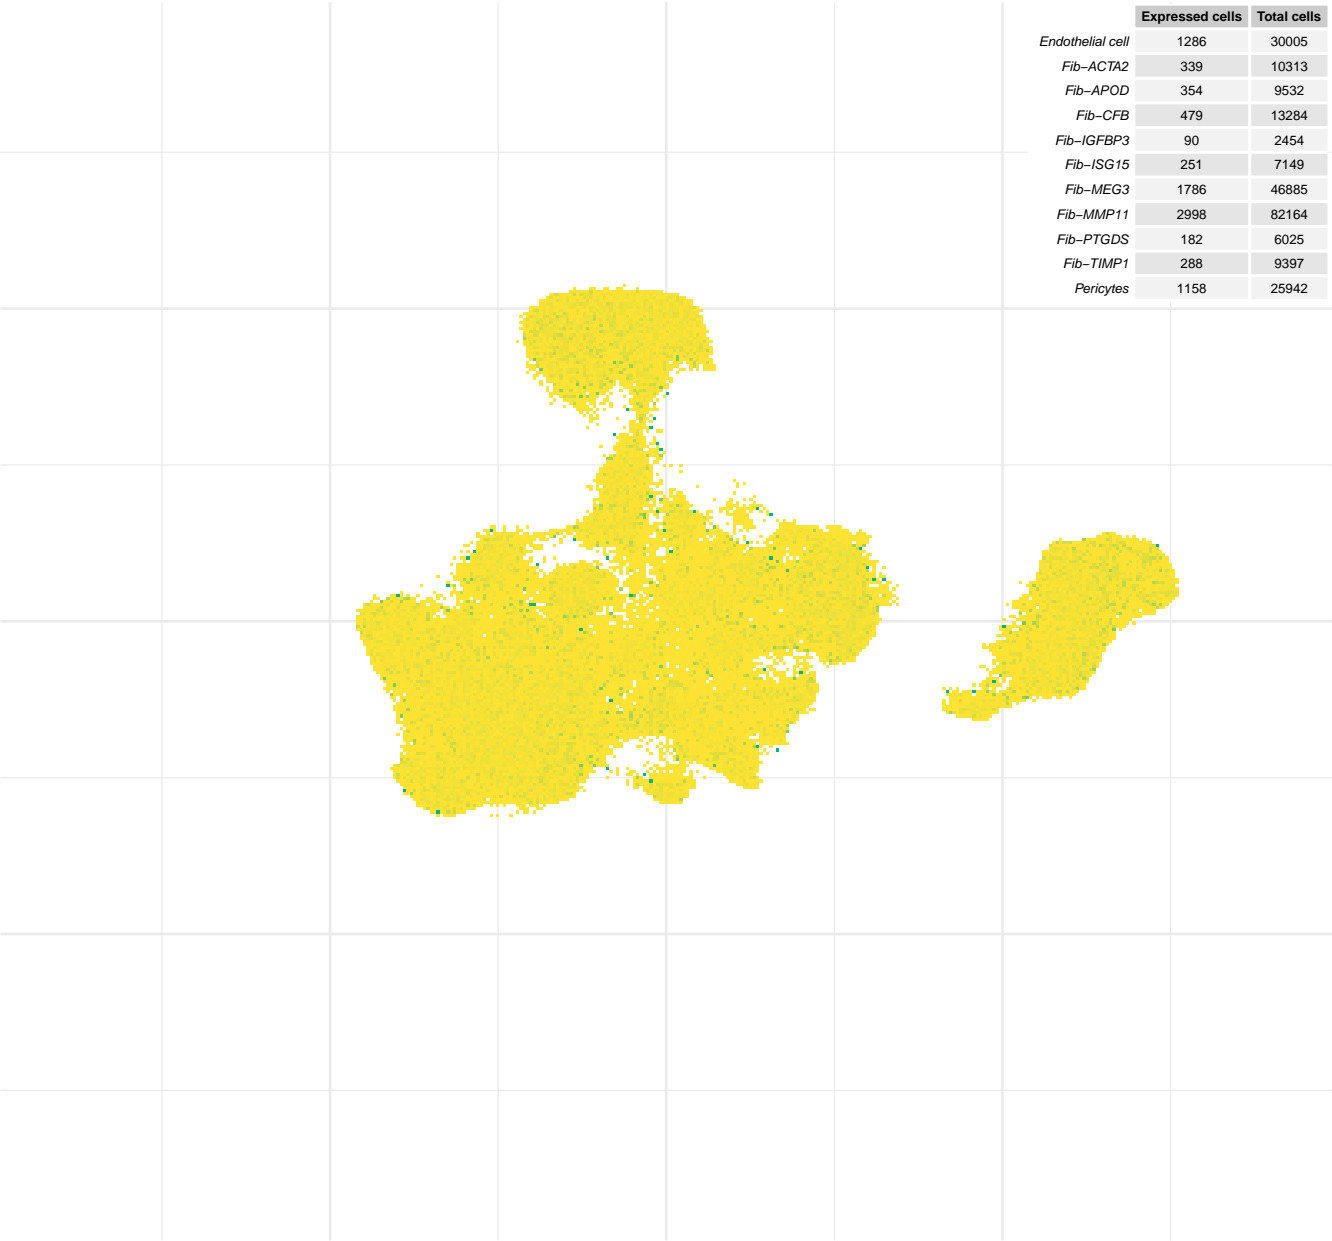 Expressed cells Total cells
Endothelial cell 1286 30005
Fib−ACTA2 339 10313
Fib−APOD 354 9532
Fib−CFB 479 13284
Fib−IGFBP3 90 2454
Fib−ISG15 251 7149
Fib−MEG3 1786 46885
Fib−MMP11 2998 82164
Fib−PTGDS 182 6025
Fib−TIMP1 288 9397
Pericytes 1158 25942